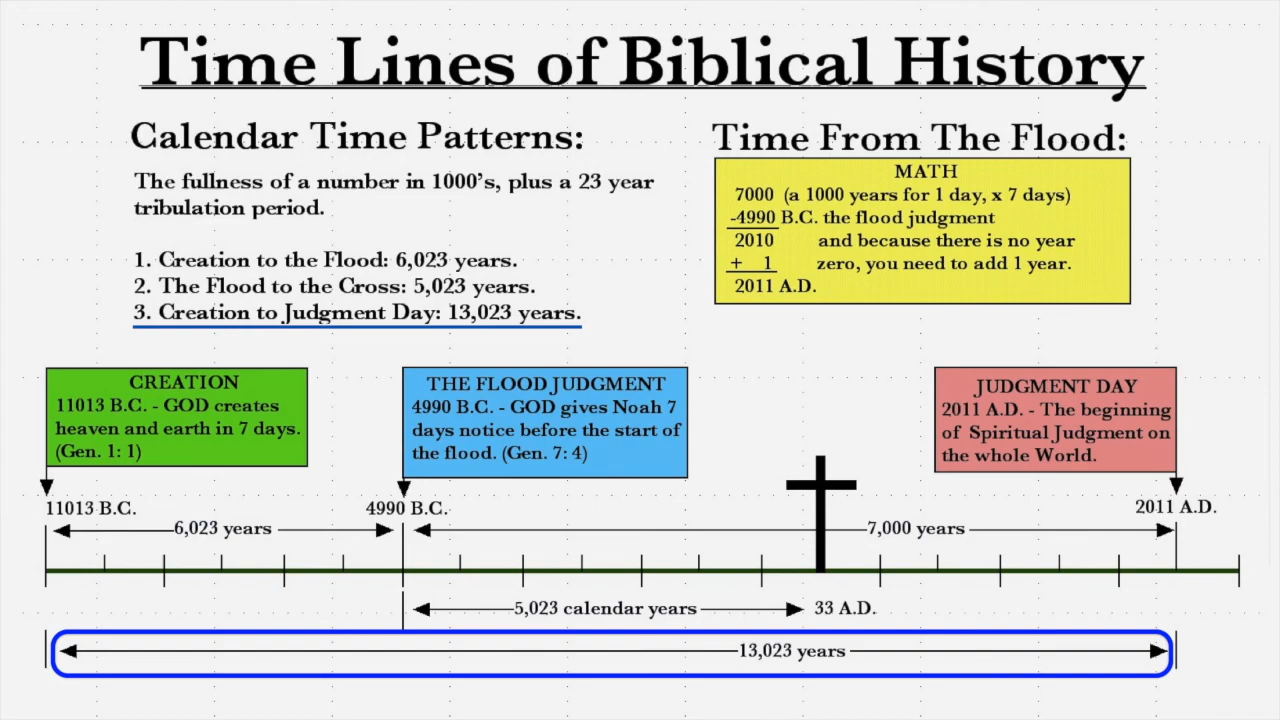 Time Lines of Biblical History
Calendar Time Patterns:
The fullness of a number in 1000's, plus a 23 year
tribulation period.
1. Creation to the Flood: 6,023 years.
2. The Flood to the Cross: 5,023 years.
3. Creation to Judgment Day: 13,023 years.
Time From The Flood:
MATH
7000 (a 1000 years for 1 day, x 7 days)
-4990 B.C. the flood judgment
2010 and because there is no year
+ 1 zero, you need to add 1 year.
2011 A.D.
CREATION
11013 B.C. - GOD creates
heaven and earth in 7 days.
(Gen. 1: 1)
THE FLOOD JUDGMENT
4990 B.C. - GOD gives Noah 7
days notice before the start of
the flood. (Gen. 7: 4)
JUDGMENT DAY
2011 A.D. - The beginning
of Spiritual Judgment on
the whole World.
11013 B.C.
4990 B.C.
2011 A.D.
6,023 years
7,000 years
5,023 calendar years
33 A.D.
13,023 years